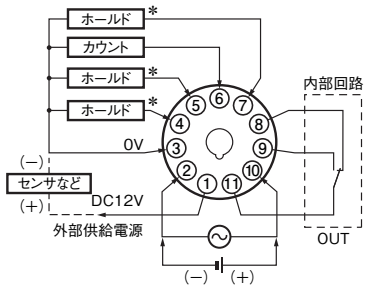 ホールド *
カウント
ホールド *
ホールド *
⑥
⑤ ⑦
④ ⑧
③ ⑨
② ⑩
① ⑪
0V
(−)
センサなど
(+)
DC12V
外部供給電源
内部回路
OUT
(−) (+)